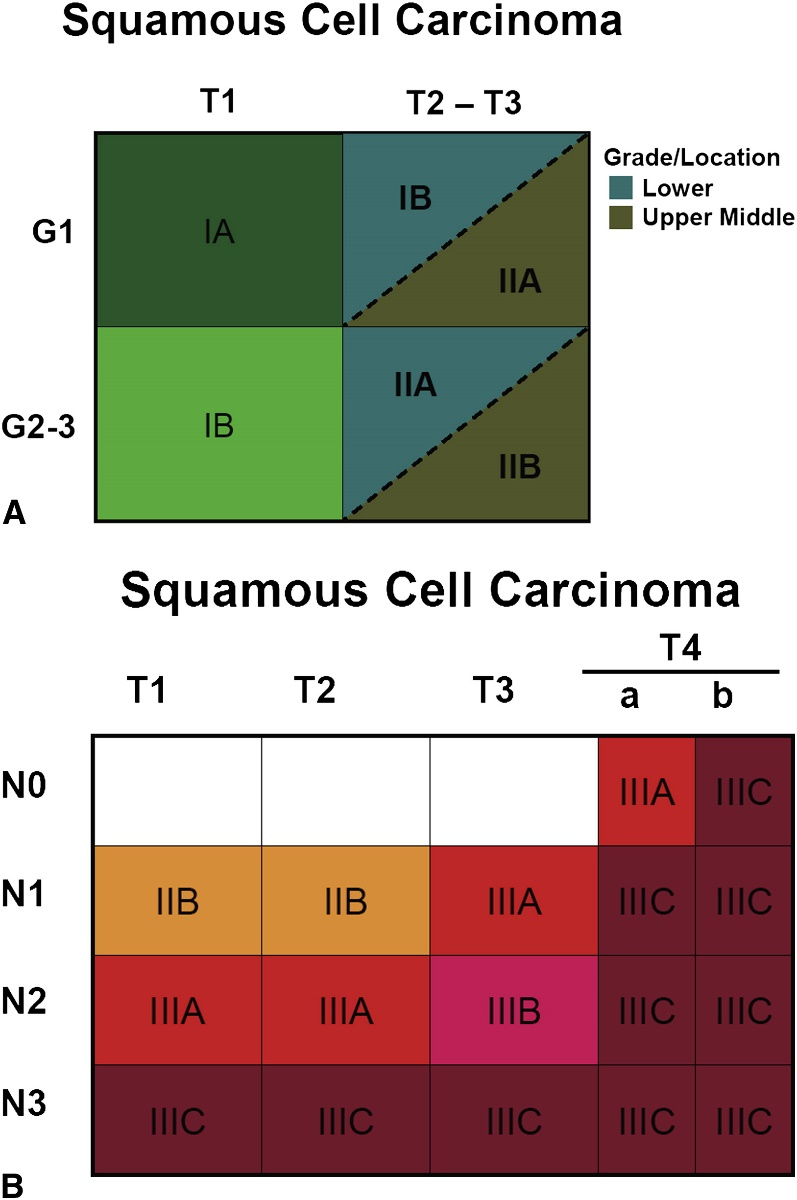 Squamous Cell Carcinoma
T1 T2 – T3
Grade/Location
Lower
Upper Middle
G1 IA IB
IIA
G2-3 IB IIA
IIB
A
Squamous Cell Carcinoma
T4
T1 T2 T3 a b
N0 IIIA IIIC
N1 IIB IIB IIIA IIIC IIIC
N2 IIIA IIIA IIIB IIIC IIIC
N3 IIIC IIIC IIIC IIIC IIIC
B